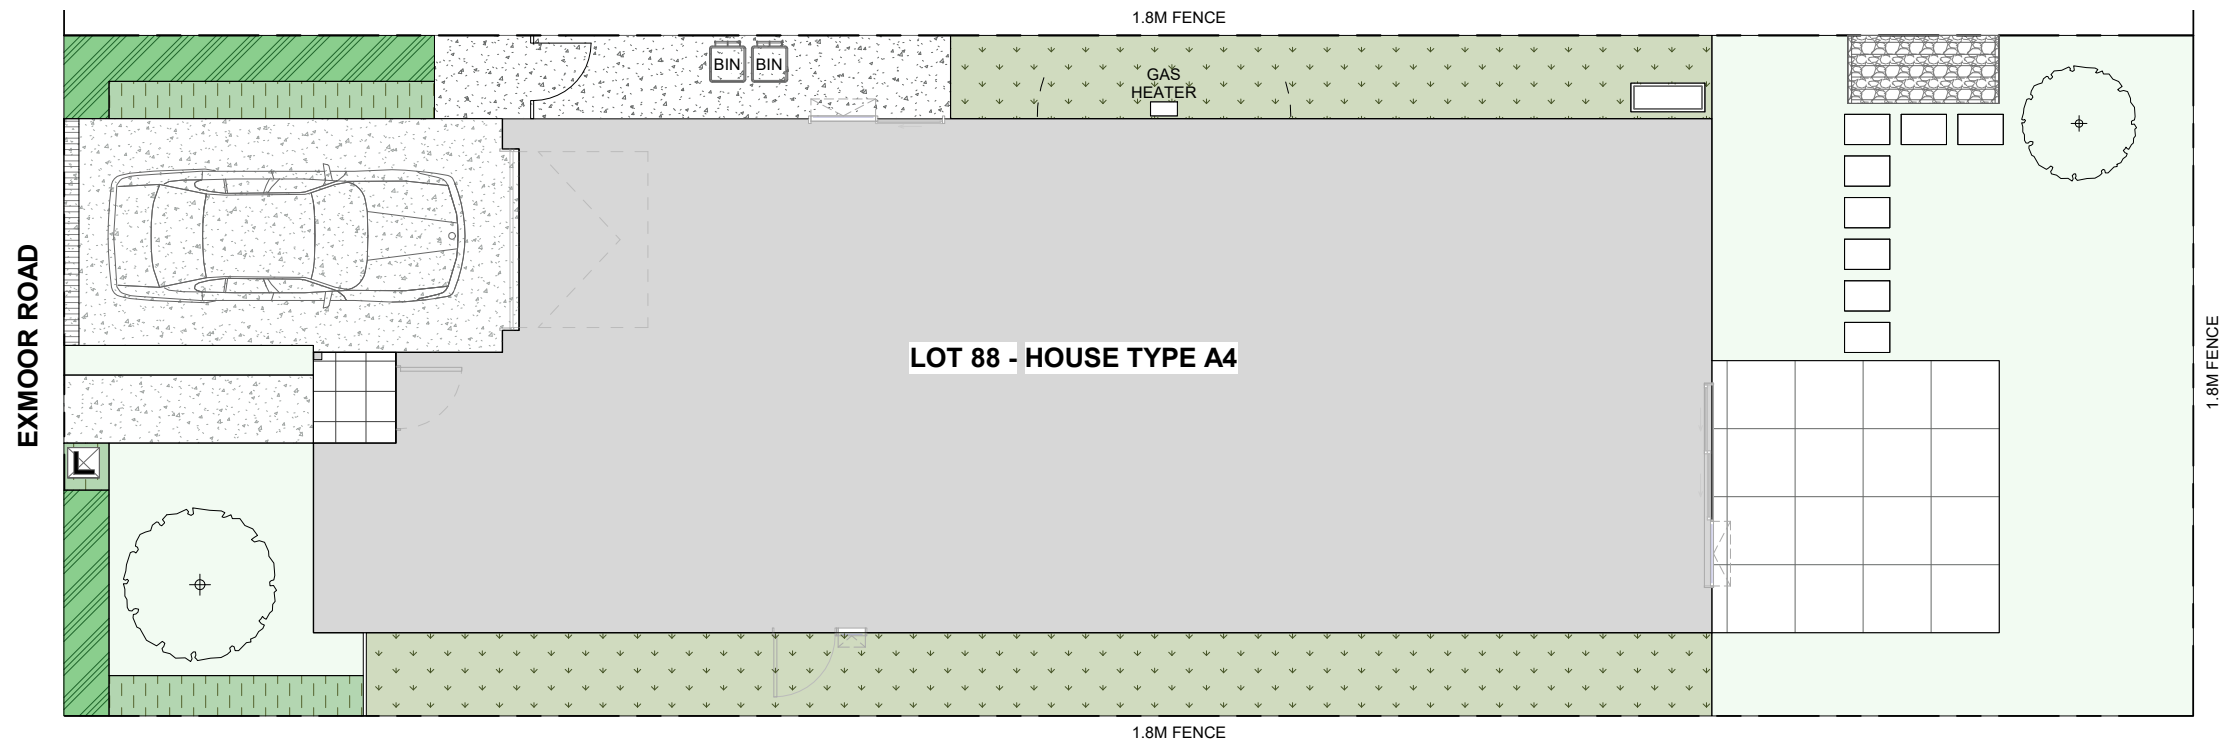 1.8M FENCE
BIN BIN
GAS
HEATER
EXMOOR ROAD
LOT 88 - HOUSE TYPE A4
1.8M FENCE
L
1.8M FENCE